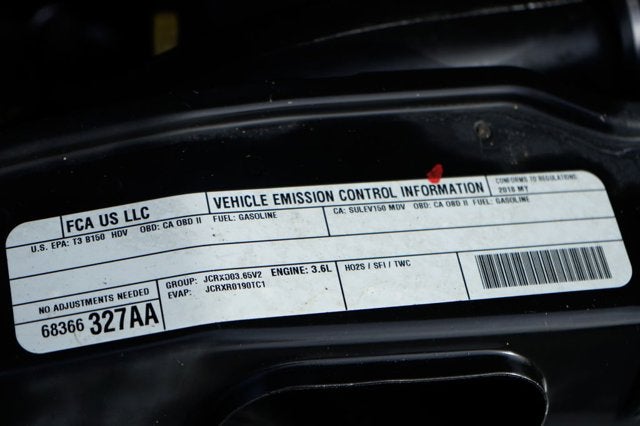 FCA US LLC
VEHICLE EMISSION CONTROL INFORMATION
CONFORMS TO REGULATIONS
2018 MY
U.S. EPA: T3 B150 HDV OBD: CA OBD II FUEL: GASOLINE
CA: SULEV150 MDV OBD: CA OBD II FUEL: GASOLINE
NO ADJUSTMENTS NEEDED
68366 327AA
GROUP: JCRXD03.65V2 ENGINE: 3.6L
EVAP: JCRXR0190TC1
HO2S / SFI / TWC